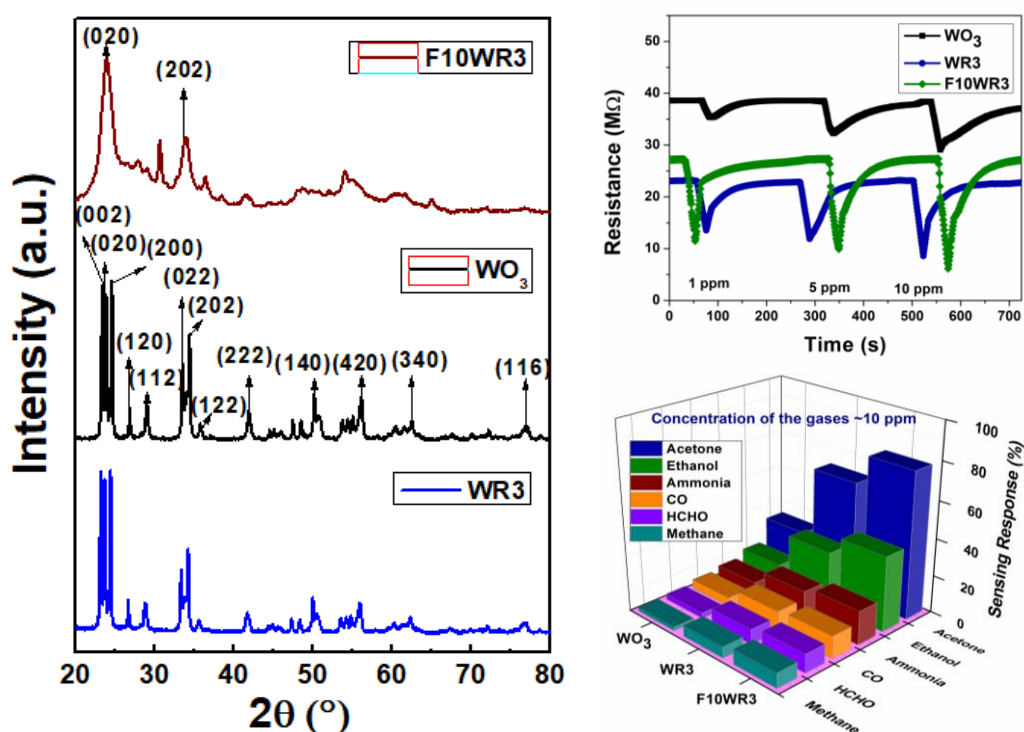 Intensity (a.u.)
F10WR3
(020)
(202)
WO3
(002)
(020)
(200)
(120)
(112)
(022)
(202)
(122)
(222)
(140)
(420)
(340)
(116)
WR3
20 30 40 50 60 70 80
2θ (°)
Resistance (MΩ)
60
50
40
30
20
10
0
WO3
WR3
F10WR3
1 ppm 5 ppm 10 ppm
0 100 200 300 400 500 600 700
Time (s)
Concentration of the gases ~10 ppm
Acetone
Ethanol
Ammonia
CO
HCHO
Methane
100
80
60
40
20
0
Sensing Response (%)
WO3
WR3
F10WR3
Acetone
Ethanol
Ammonia
CO
HCHO
Methane